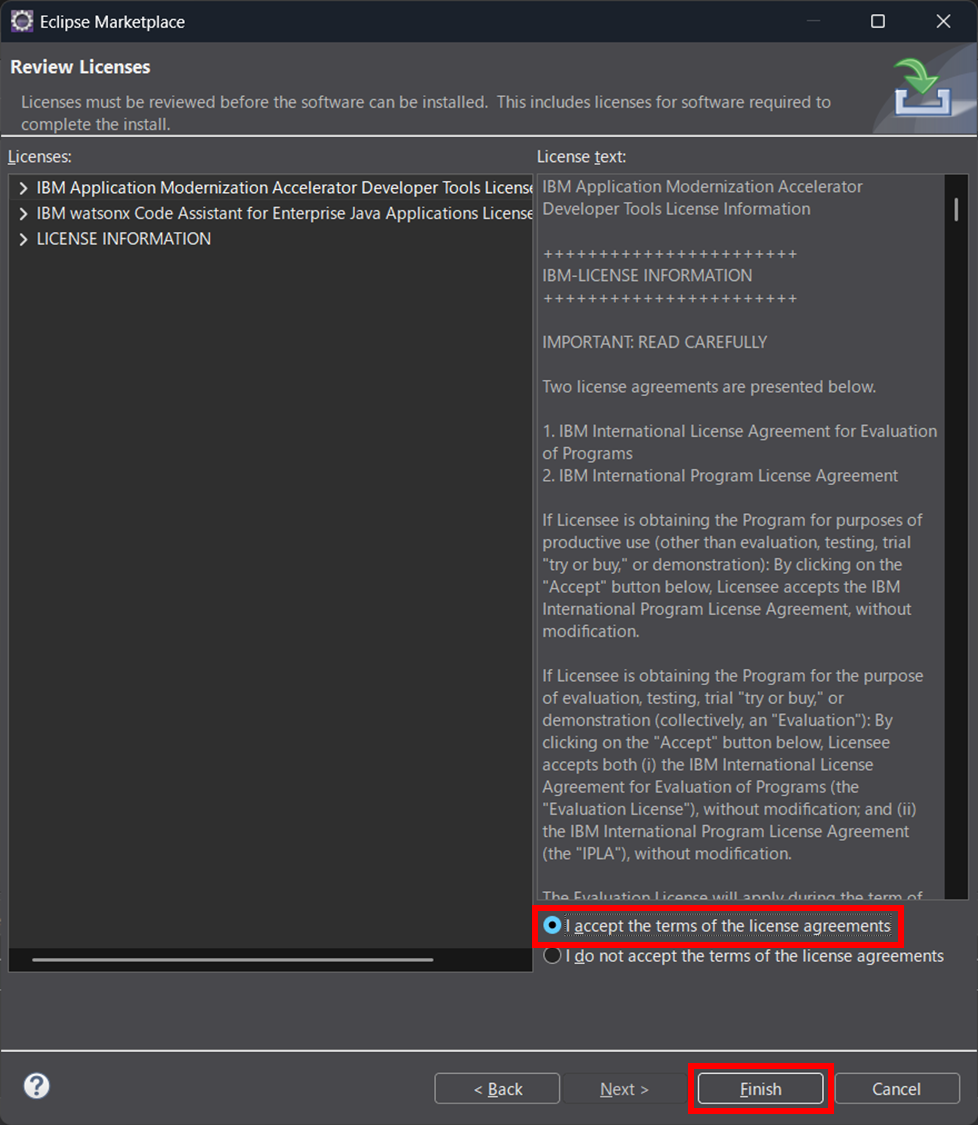 Eclipse Marketplace
Review Licenses
Licenses must be reviewed before the software can be installed.  This includes licenses for software required to
complete the install.
Licenses:
IBM Application Modernization Accelerator Developer Tools License
IBM watsonx Code Assistant for Enterprise Java Applications License
LICENSE INFORMATION
License text:
IBM Application Modernization Accelerator
Developer Tools License Information
+++++++++++++++++++++++
IBM-LICENSE INFORMATION
+++++++++++++++++++++++
IMPORTANT: READ CAREFULLY
Two license agreements are presented below.
1. IBM International License Agreement for Evaluation
of Programs
2. IBM International Program License Agreement
If Licensee is obtaining the Program for purposes of
productive use (other than evaluation, testing, trial
"try or buy," or demonstration): By clicking on the
"Accept" button below, Licensee accepts the IBM
International Program License Agreement, without
modification.
If Licensee is obtaining the Program for the purpose
of evaluation, testing, trial "try or buy," or
demonstration (collectively, an "Evaluation"): By
clicking on the "Accept" button below, Licensee
accepts both (i) the IBM International License
Agreement for Evaluation of Programs (the
"Evaluation License"), without modification; and (ii)
the IBM International Program License Agreement
(the "IPLA"), without modification.
The Evaluation License will apply during the term of
I accept the terms of the license agreements
I do not accept the terms of the license agreements
?
< Back
Next >
Finish
Cancel